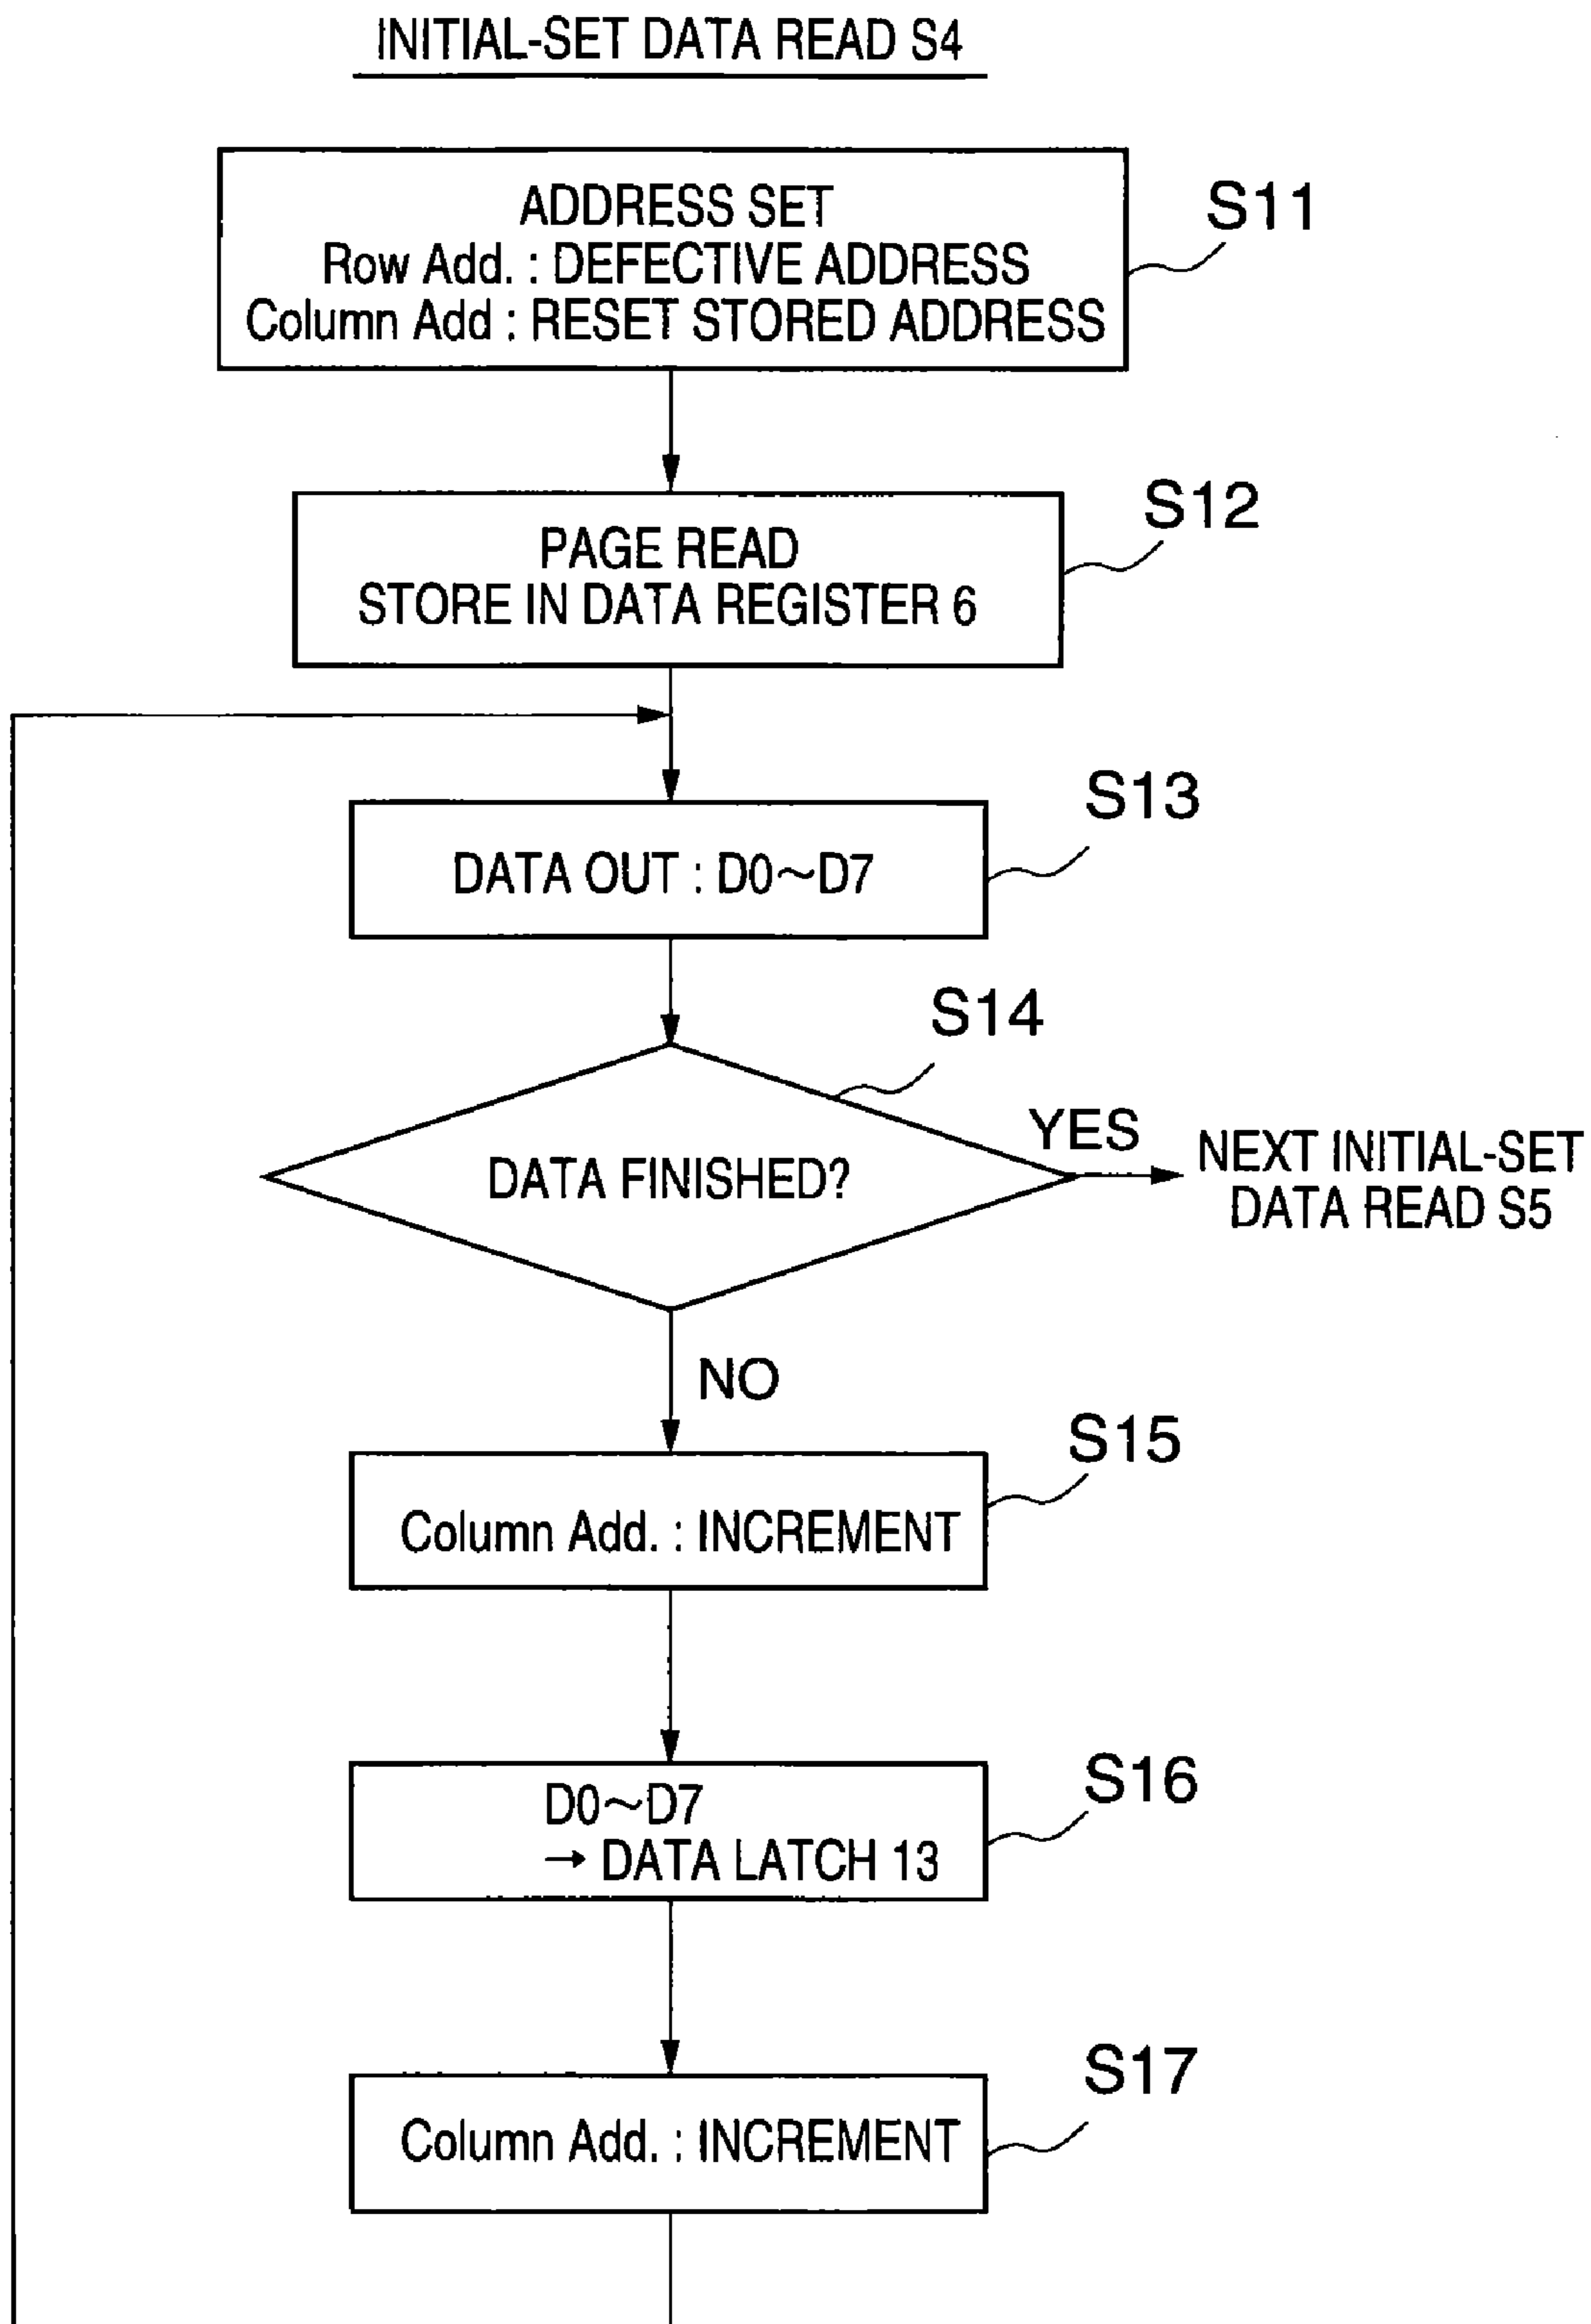 INITIAL-SET DATA READ S4
ADDRESS SET
Row Add. : DEFECTIVE ADDRESS
Column Add : RESET STORED ADDRESS
S11
PAGE READ
STORE IN DATA REGISTER 6
S12
DATA OUT : D0~D7
S13
S14
DATA FINISHED?
YES
NEXT INITIAL-SET
DATA READ S5
NO
Column Add. : INCREMENT
S15
D0~D7
→ DATA LATCH 13
S16
Column Add. : INCREMENT
S17